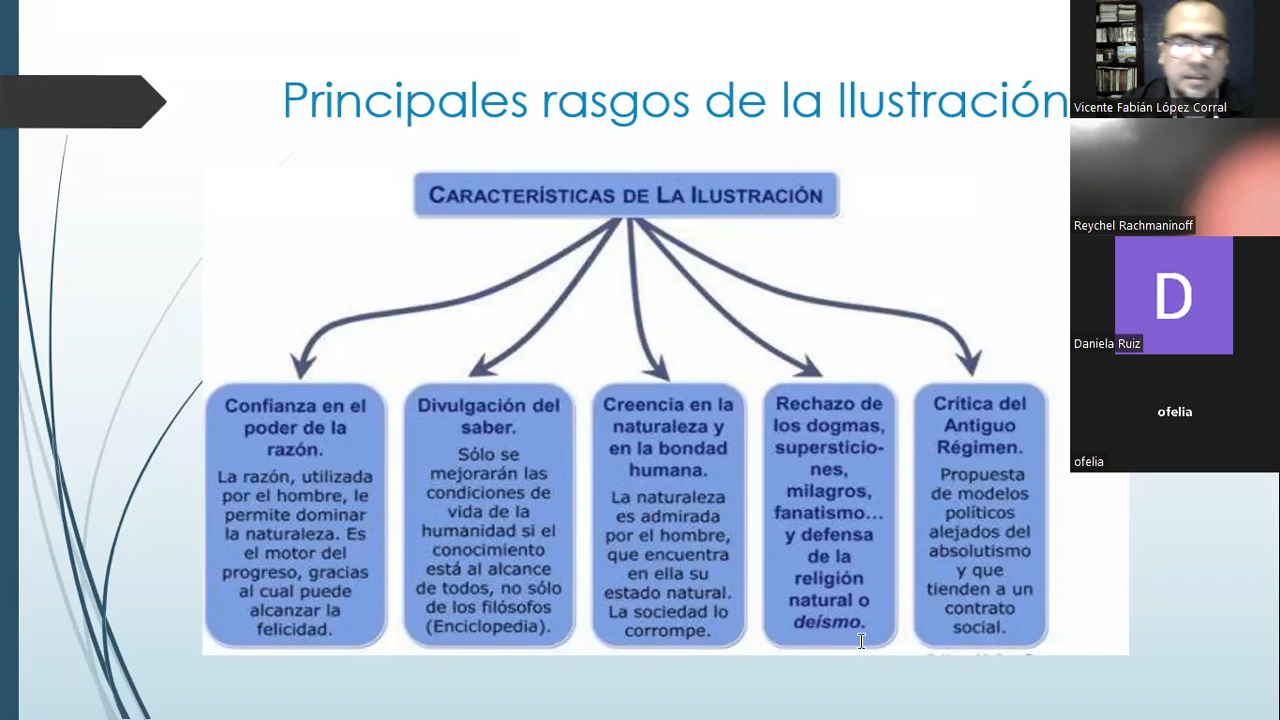 Principales rasgos de la Ilustración
CARACTERÍSTICAS DE LA ILUSTRACIÓN
Confianza en el
poder de la
razón.
La razón, utilizada
por el hombre, le
permite dominar
la naturaleza. Es
el motor del
progreso, gracias
al cual puede
alcanzar la
felicidad.
Divulgación del
saber.
Sólo se
mejorarán las
condiciones de
vida de la
humanidad si el
conocimiento
está al alcance
de todos, no sólo
de los filósofos
(Enciclopedia).
Creencia en la
naturaleza y
en la bondad
humana.
La naturaleza
es admirada
por el hombre,
que encuentra
en ella su
estado natural.
La sociedad lo
corrompe.
Rechazo de
los dogmas,
supersticio-
nes,
milagros,
fanatismo...
y defensa
de la
religión
natural o
deísmo.
Crítica del
Antiguo
Régimen.
Propuesta
de modelos
políticos
alejados del
absolutismo
y que
tienden a un
contrato
social.
Vicente Fabián López Corral
Reychel Rachmaninoff
D
Daniela Ruiz
ofelia
ofelia